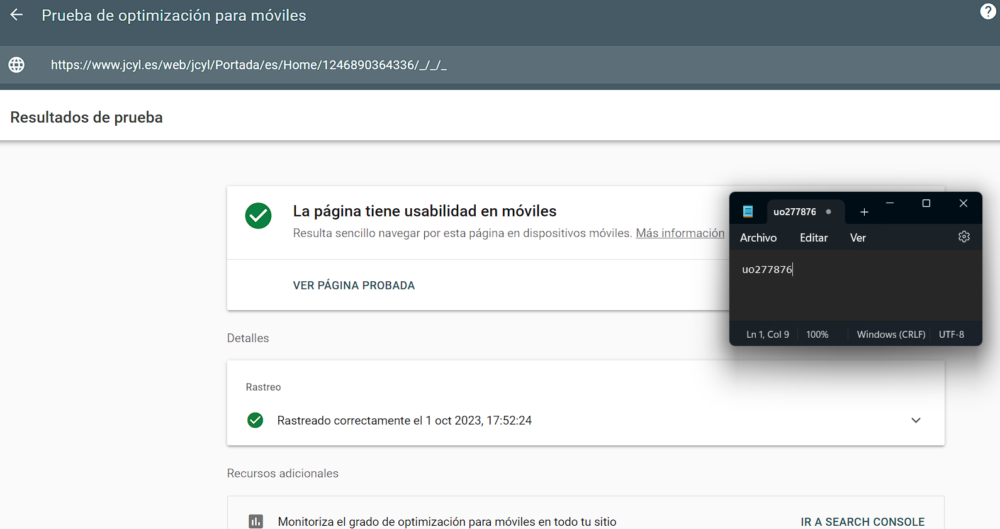 Prueba de optimización para móviles
?
https://www.jcyl.es/web/jcyl/Portada/es/Home/1246890364336/_/_/_
Resultados de prueba
La página tiene usabilidad en móviles
Resulta sencillo navegar por esta página en dispositivos móviles. Más información
VER PÁGINA PROBADA
uo277876
Archivo Editar Ver
uo277876
Ln 1, Col 9 100% Windows (CRLF) UTF-8
Detalles
Rastreo
Rastreado correctamente el 1 oct 2023, 17:52:24
Recursos adicionales
Monitoriza el grado de optimización para móviles en todo tu sitio IR A SEARCH CONSOLE